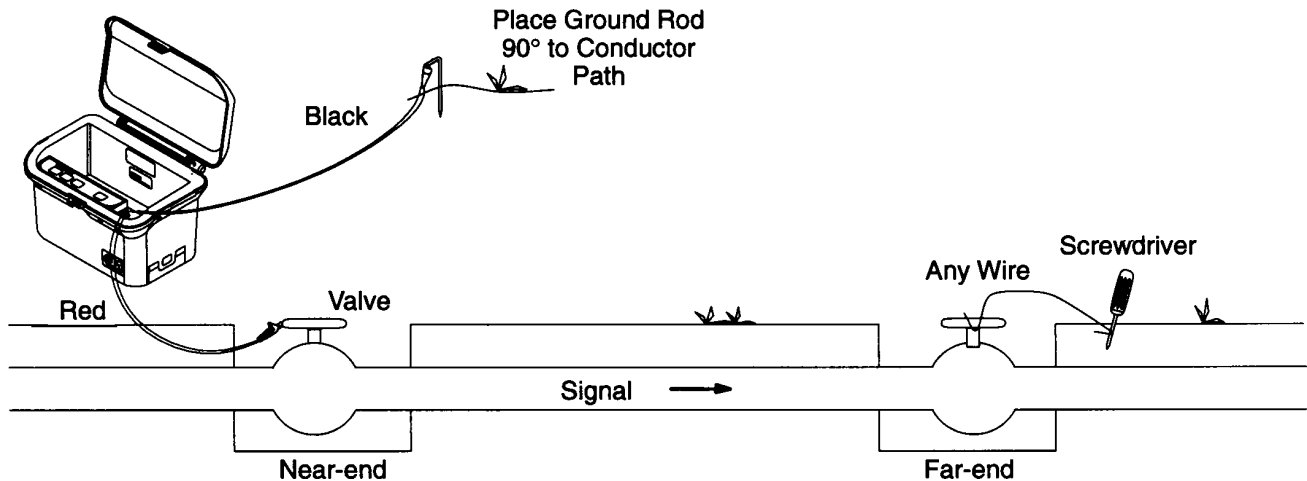 Place Ground Rod
90° to Conductor
Path
Black
Screwdriver
Any Wire
Valve
Red
Signal
Near-end
Far-end